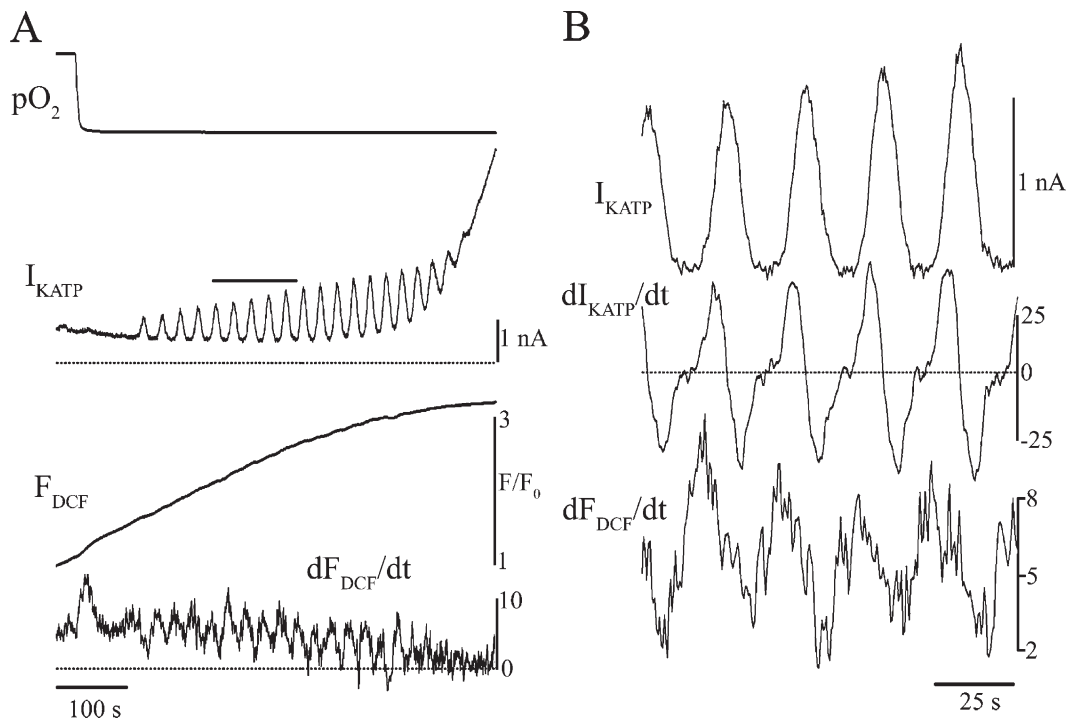 A
pO2
IKATP
1 nA
FDCF
3
F/F0
1
dFDCF/dt
10
0
100 s
B
IKATP
1 nA
dIKATP/dt
25
0
-25
dFDCF/dt
8
5
2
25 s